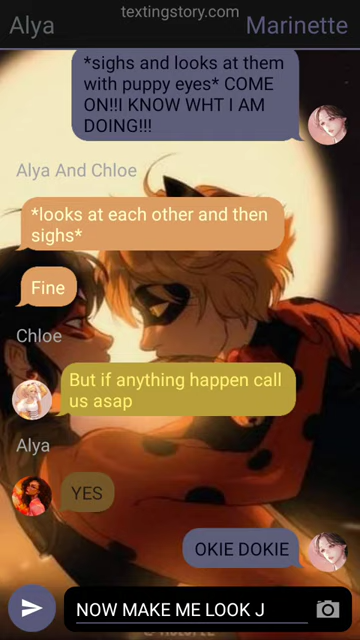 textingstory.com
Alya
Marinette
*sighs and looks at them
with puppy eyes* COME
ON!!I KNOW WHT I AM
DOING!!!
Alya And Chloe
*looks at each other and then
sighs*
Fine
Chloe
But if anything happen call
us asap
Alya
YES
OKIE DOKIE
NOW MAKE ME LOOK J